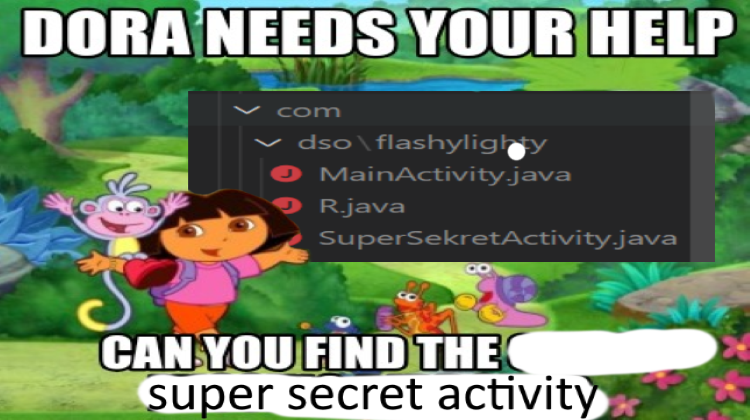 DORA NEEDS YOUR HELP
com
dso\flashylighty
MainActivity.java
R.java
SuperSekretActivity.java
CAN YOU FIND THE
super secret activity